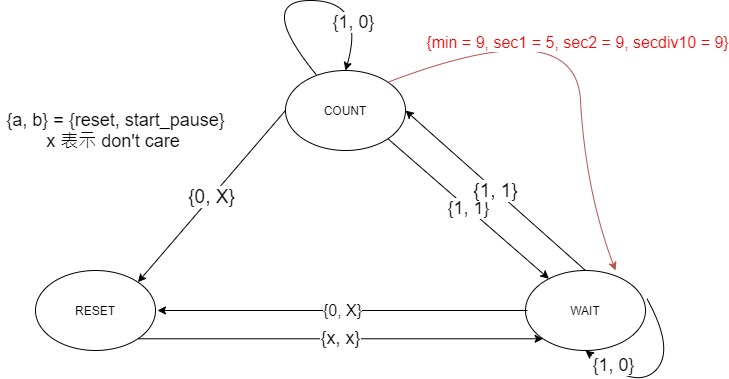 {1, 0}
{min = 9, sec1 = 5, sec2 = 9, secdiv10 = 9}
COUNT
{a, b} = {reset, start_pause}
x 表示 don't care
{0, X}
{1, 1}
{1, 1}
RESET
{0, X}
WAIT
{x, x}
{1, 0}